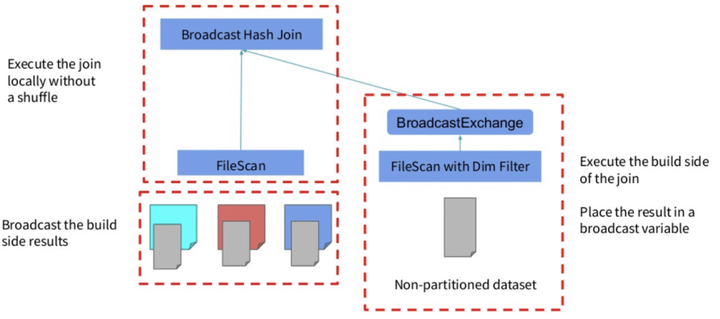 Broadcast Hash Join
Execute the join
locally without
a shuffle
FileScan
BroadcastExchange
FileScan with Dim Filter
Execute the build side
of the join
Place the result in a
broadcast variable
Broadcast the build
side results
Non-partitioned dataset